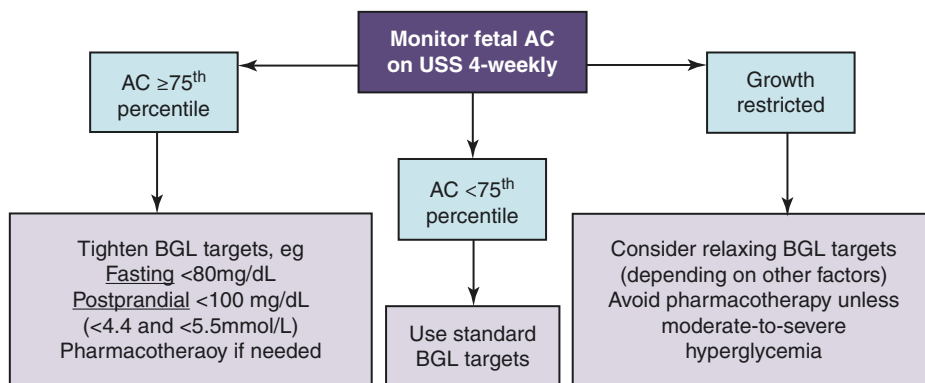 Monitor fetal AC
on USS 4-weekly
AC ≥75th
percentile
Growth
restricted
AC <75th
percentile
Tighten BGL targets, eg
Fasting <80mg/dL
Postprandial <100 mg/dL
(<4.4 and <5.5mmol/L)
Pharmacotheraoy if needed
Use standard
BGL targets
Consider relaxing BGL targets
(depending on other factors)
Avoid pharmacotherapy unless
moderate-to-severe
hyperglycemia